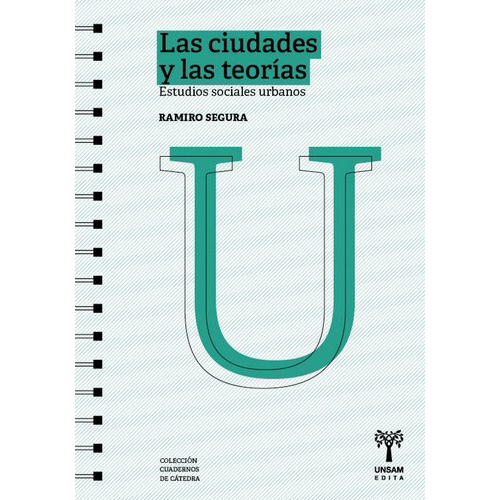 Las ciudades
y las teorías
Estudios sociales urbanos
RAMIRO SEGURA
U
COLECCIÓN
CUADERNOS
DE CÁTEDRA
UNSAM
EDITA